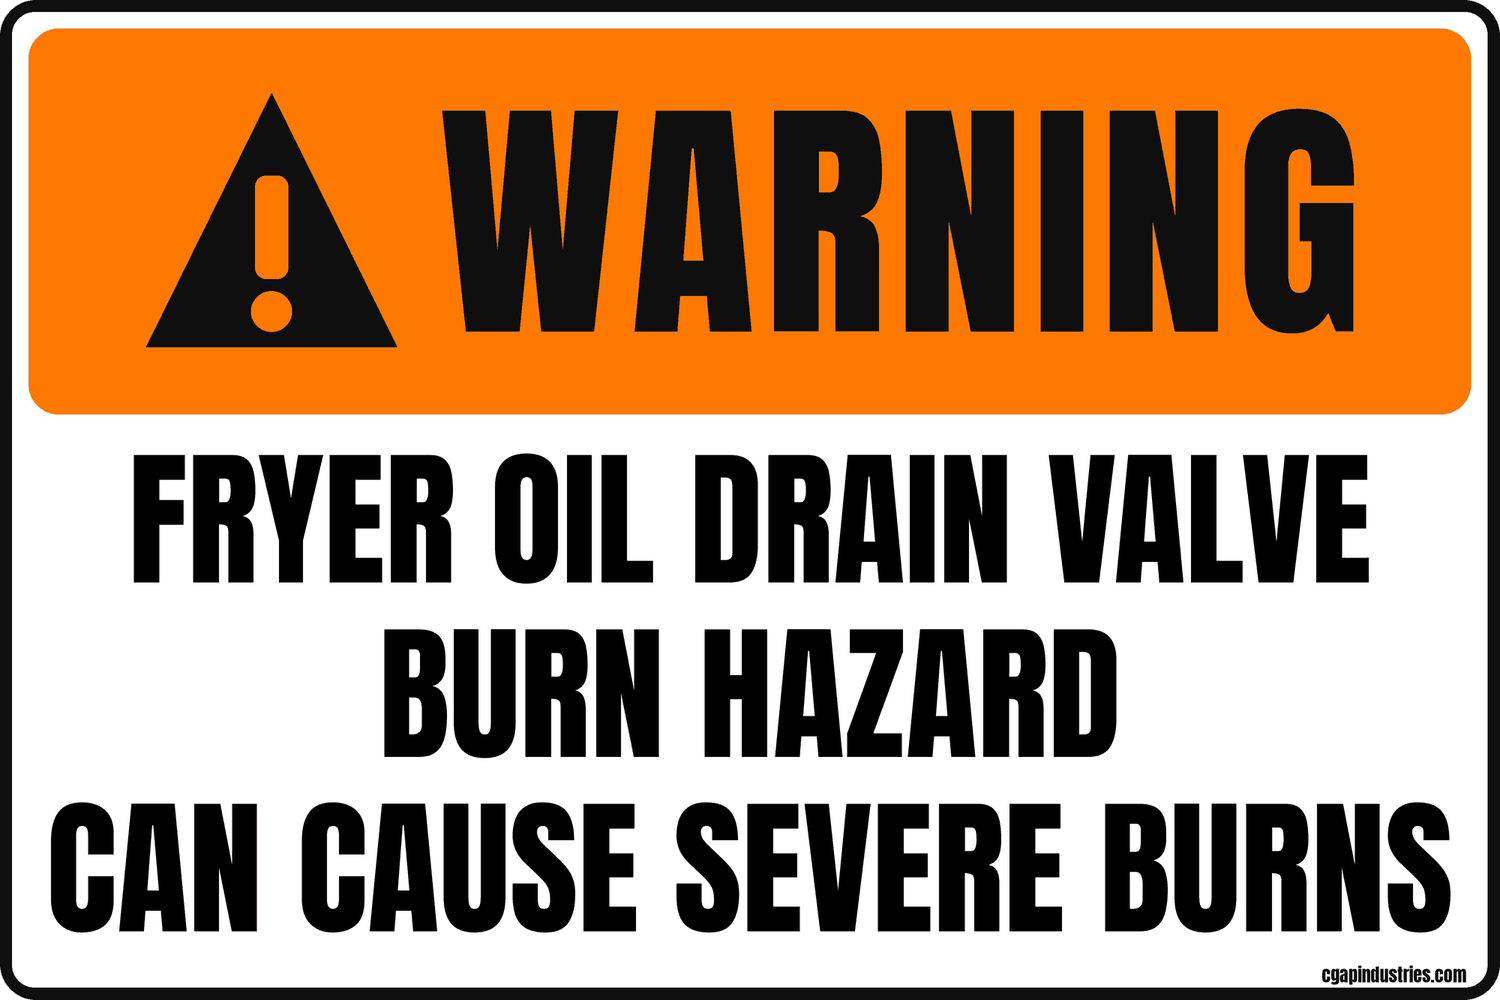 WARNING
FRYER OIL DRAIN VALVE
BURN HAZARD
CAN CAUSE SEVERE BURNS
cgapindustries.com